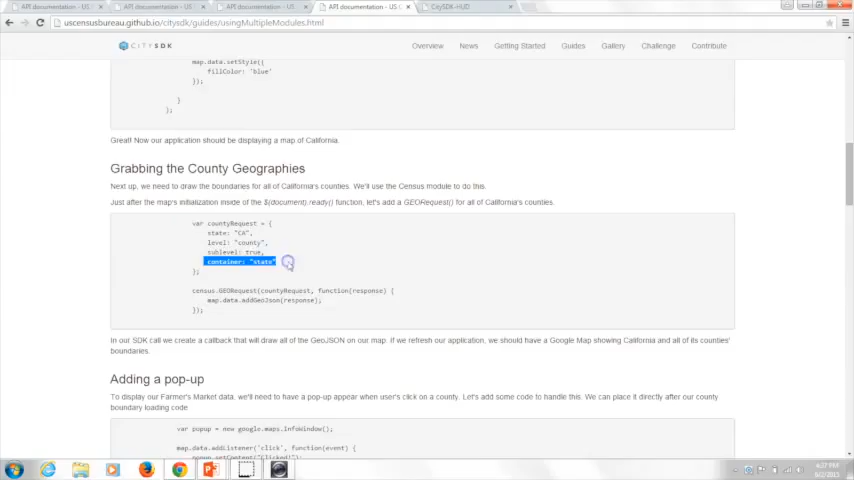 API documentation - US
API documentation - US
API documentation - US
API documentation - US C
CitySDK-HUD
uscensusbureau.github.io/citysdk/guides/usingMultipleModules.html
CITYSDK
Overview
News
Getting Started
Guides
Gallery
Challenge
Contribute
map.data.setStyle({
fillColor: 'blue'
});
}
);
Great! Now our application should be displaying a map of California.
Grabbing the County Geographies
Next up, we need to draw the boundaries for all of California's counties. We'll use the Census module to do this.
Just after the map's initialization inside of the $(document).ready() function, let's add a GEORequest() for all of California's counties.
var countyRequest = {
state: "CA",
level: "county",
sublevel: true,
container: "state"
};
census.GEORequest(countyRequest, function(response) {
map.data.addGeoJson(response);
});
In our SDK call we create a callback that will draw all of the GeoJSON on our map. if we refresh our application, we should have a Google Map showing California and all of its counties'
boundaries.
Adding a pop-up
To display our Farmer's Market data, we'll need to have a pop-up appear when user's click on a county. Let's add some code to handle this. We can place it directly after our county
boundary loading code
var popup = new google.maps.InfoWindow();
map.data.addListener('click', function(event) {
popup.setContent("Clicked!");
4:37 PM
6/2/2015